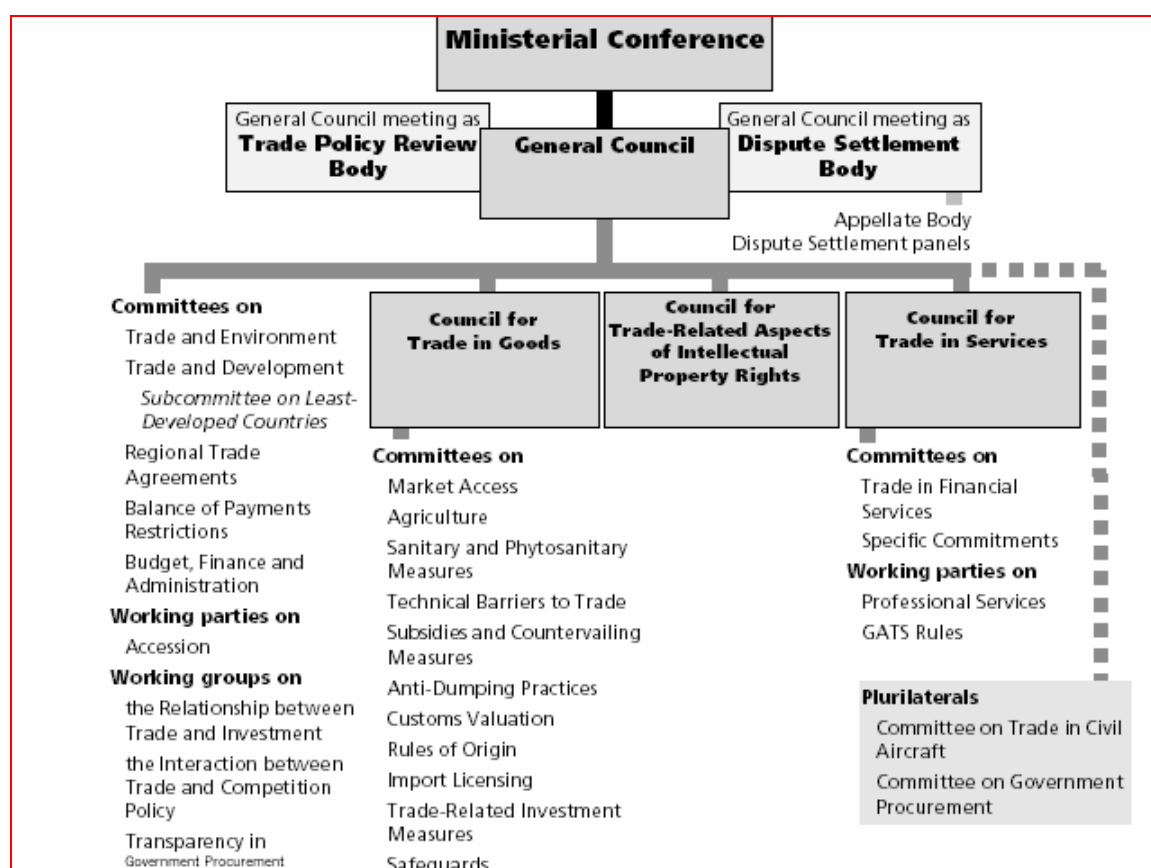 Ministerial Conference
General Council meeting as
Trade Policy Review
Body
General Council
General Council meeting as
Dispute Settlement
Body
Appellate Body
Dispute Settlement panels
Committees on
Trade and Environment
Trade and Development
Subcommittee on Least-
Developed Countries
Regional Trade
Agreements
Balance of Payments
Restrictions
Budget, Finance and
Administration
Working parties on
Accession
Working groups on
the Relationship between
Trade and Investment
the Interaction between
Trade and Competition
Policy
Transparency in
Government Procurement
Council for
Trade in Goods
Committees on
Market Access
Agriculture
Sanitary and Phytosanitary
Measures
Technical Barriers to Trade
Subsidies and Countervailing
Measures
Anti-Dumping Practices
Customs Valuation
Rules of Origin
Import Licensing
Trade-Related Investment
Measures
Safeguards
Council for
Trade-Related Aspects
of Intellectual
Property Rights
Council for
Trade in Services
Committees on
Trade in Financial
Services
Specific Commitments
Working parties on
Professional Services
GATS Rules
Plurilaterals
Committee on Trade in Civil
Aircraft
Committee on Government
Procurement